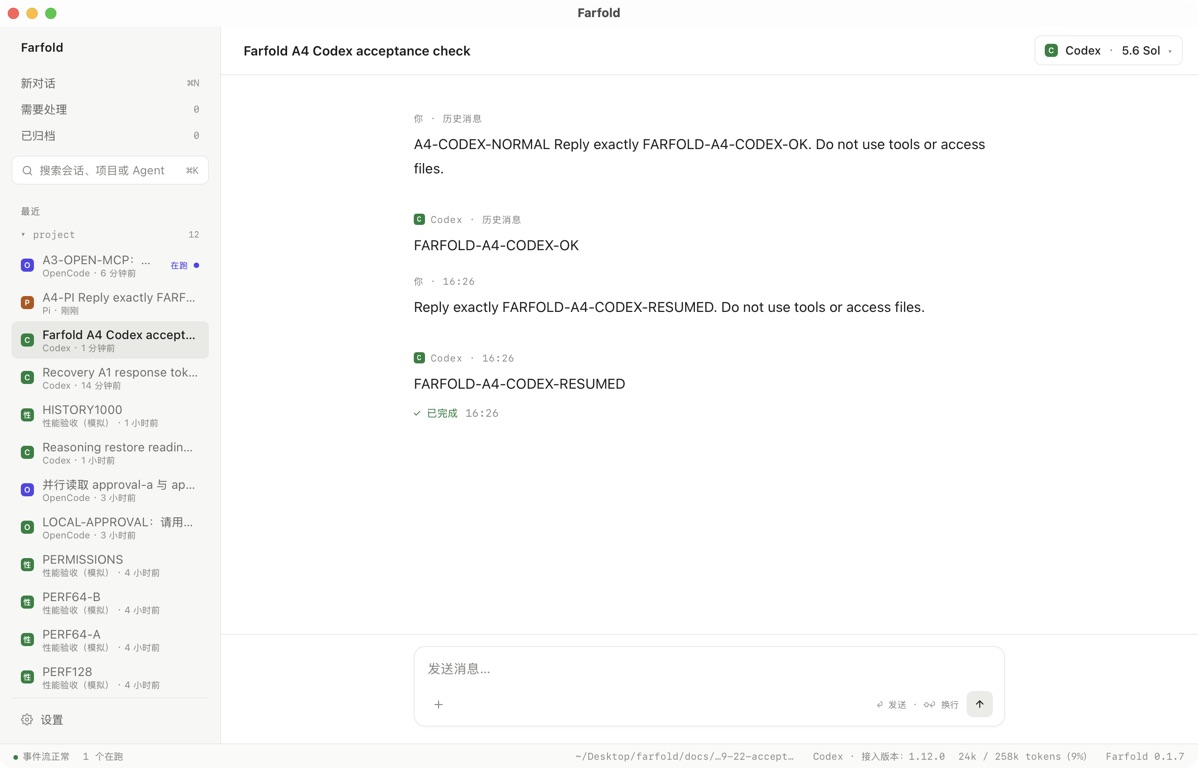 Farfold
Farfold
新对话 ⌘N
需要处理 0
已归档 0
搜索会话、项目或 Agent ⌘K
最近
▾ project 12
O A3-OPEN-MCP： … 在跑
OpenCode · 6 分钟前
P A4-PI Reply exactly FARF…
Pi · 刚刚
C Farfold A4 Codex accept…
Codex · 1 分钟前
C Recovery A1 response tok…
Codex · 14 分钟前
性 HISTORY1000
性能验收（模拟） · 1 小时前
C Reasoning restore readin…
Codex · 1 小时前
O 并行读取 approval-a 与 ap…
OpenCode · 3 小时前
O LOCAL-APPROVAL：请用…
OpenCode · 3 小时前
性 PERMISSIONS
性能验收（模拟） · 4 小时前
性 PERF64-B
性能验收（模拟） · 4 小时前
性 PERF64-A
性能验收（模拟） · 4 小时前
性 PERF128
性能验收（模拟） · 4 小时前
设置
Farfold A4 Codex acceptance check
C Codex · 5.6 Sol ▾
你 · 历史消息
A4-CODEX-NORMAL Reply exactly FARFOLD-A4-CODEX-OK. Do not use tools or access
files.
C Codex · 历史消息
FARFOLD-A4-CODEX-OK
你 · 16:26
Reply exactly FARFOLD-A4-CODEX-RESUMED. Do not use tools or access files.
C Codex · 16:26
FARFOLD-A4-CODEX-RESUMED
✓ 已完成 16:26
发送消息…
+ ⏎ 发送 · ⇧⏎ 换行 ↑
事件流正常 1 个在跑 ~/Desktop/farfold/docs/…9-22-accept… Codex · 接入版本: 1.12.0 24k / 258k tokens (9%) Farfold 0.1.7